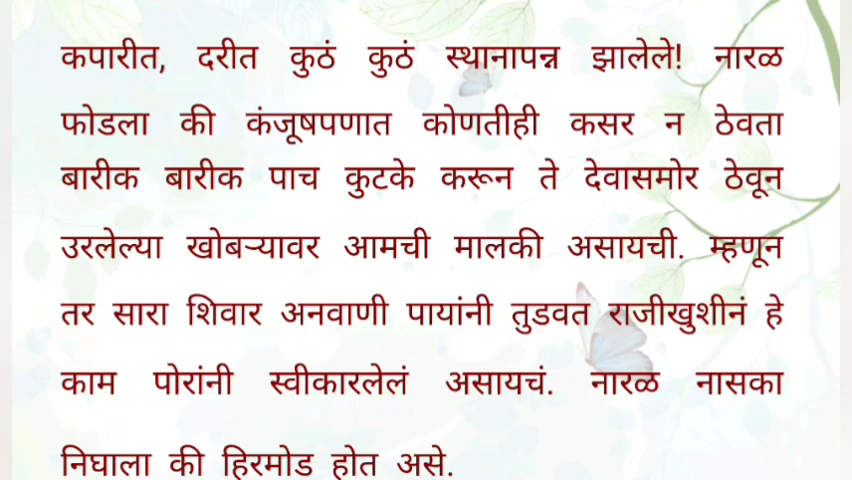 कपारीत, दरीत कुठं कुठं स्थानापन्न झालेले! नारळ
फोडला की कंजूषपणात कोणतीही कसर न ठेवता
बारीक बारीक पाच कुटके करून ते देवासमोर ठेवून
उरलेल्या खोबऱ्यावर आमची मालकी असायची. म्हणून
तर सारा शिवार अनवाणी पायांनी तुडवत राजीखुशीनं हे
काम पोरांनी स्वीकारलेलं असायचं. नारळ नासका
निघाला की हिरमोड होत असे.